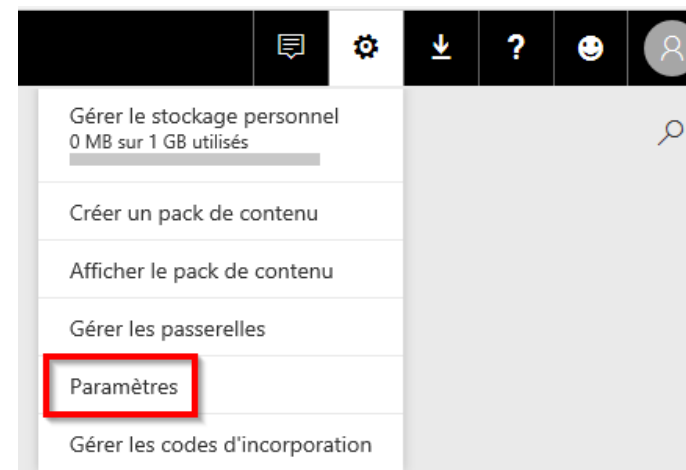 ?
Gérer le stockage personnel
0 MB sur 1 GB utilisés
Créer un pack de contenu
Afficher le pack de contenu
Gérer les passerelles
Paramètres
Gérer les codes d'incorporation